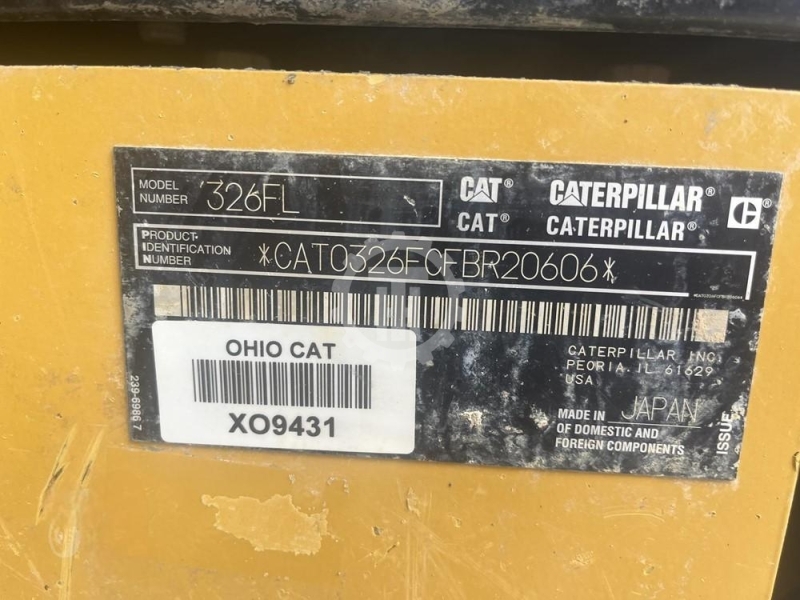 MODEL
NUMBER
326FL
CAT® CATERPILLAR®
CAT® CATERPILLAR®
C
PRODUCT
IDENTIFICATION
NUMBER
*CAT0326FCFBR20606*
OHIO CAT
XO9431
CATERPILLAR INC.
PEORIA IL 61629
USA
MADE IN JAPAN
OF DOMESTIC AND
FOREIGN COMPONENTS
ISSUE
239-6986 7